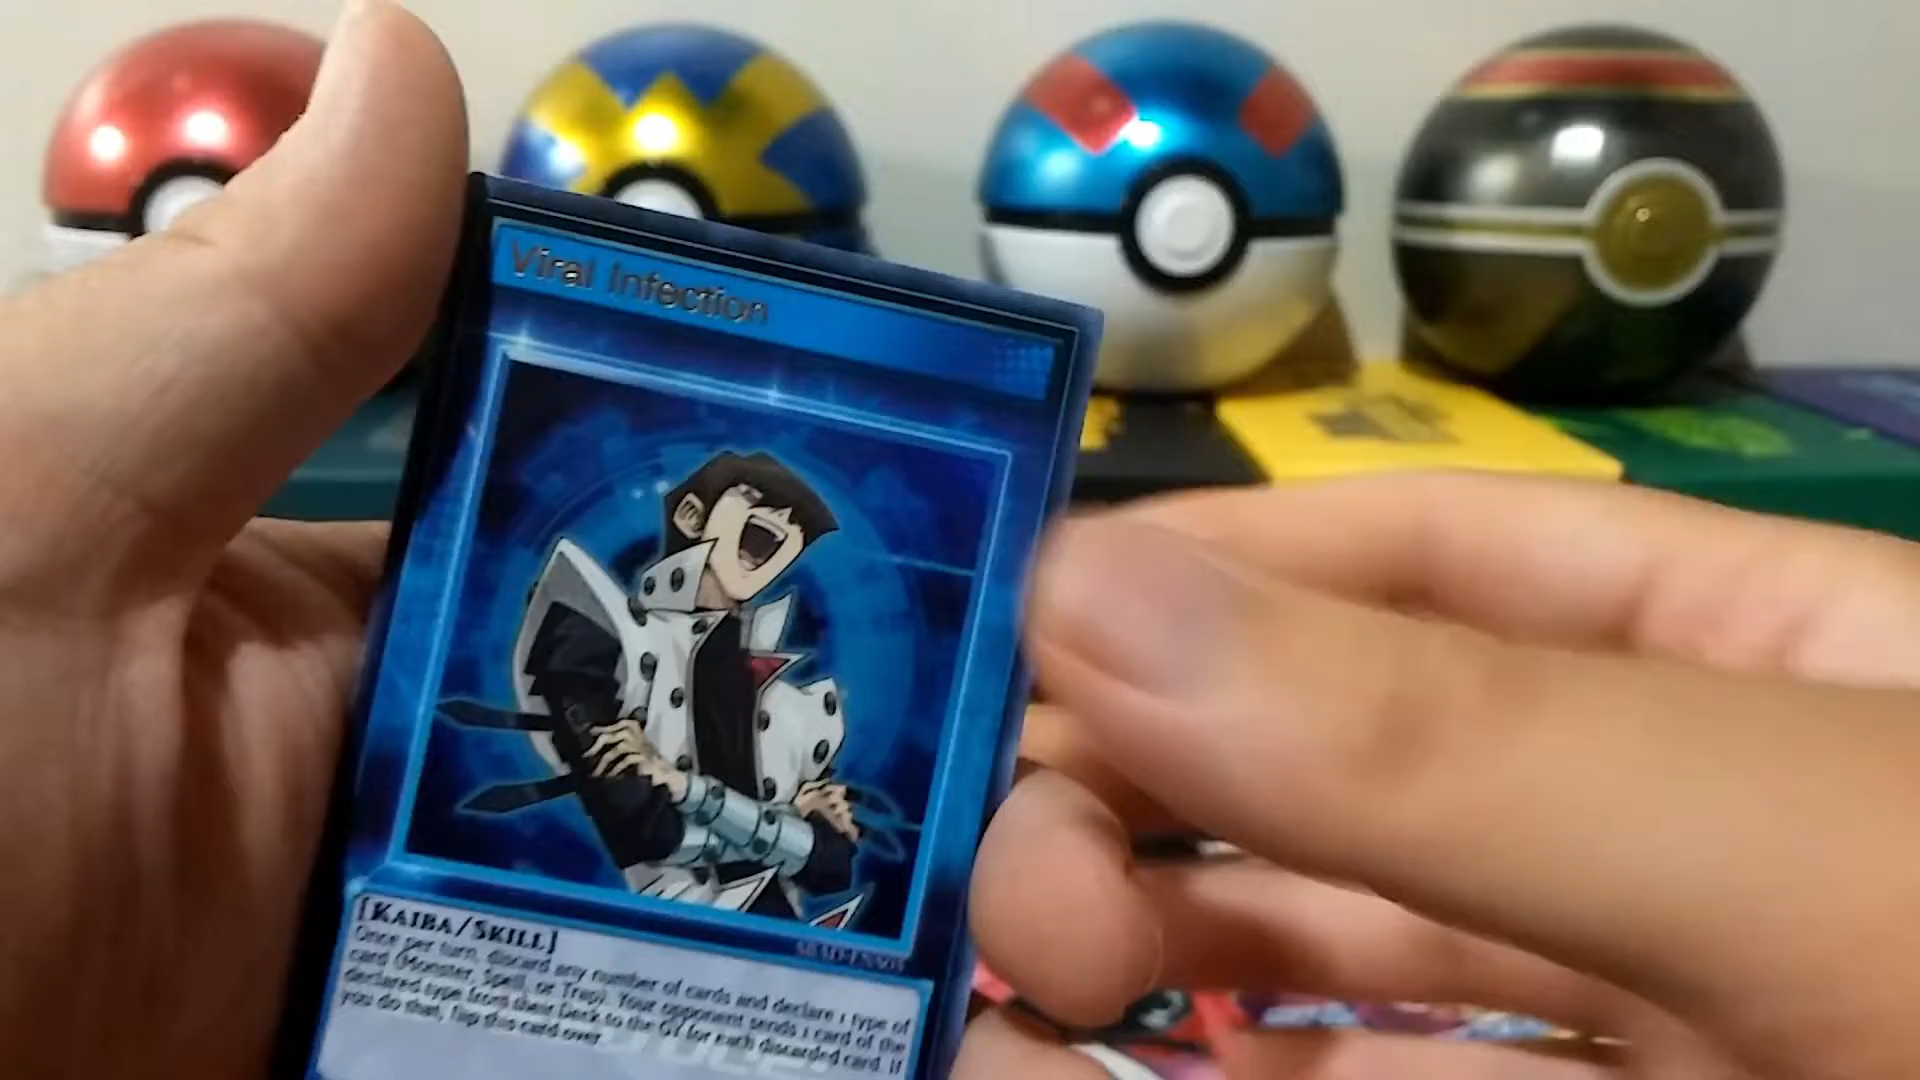 Viral Infection
[KAIBA/SKILL]
Once per turn, discard any number of cards and declare 1 type of
card (Monster, Spell, or Trap). Your opponent sends 1 card of the
declared type from their Deck to the GY for each discarded card. If
you do that, flip this card over.